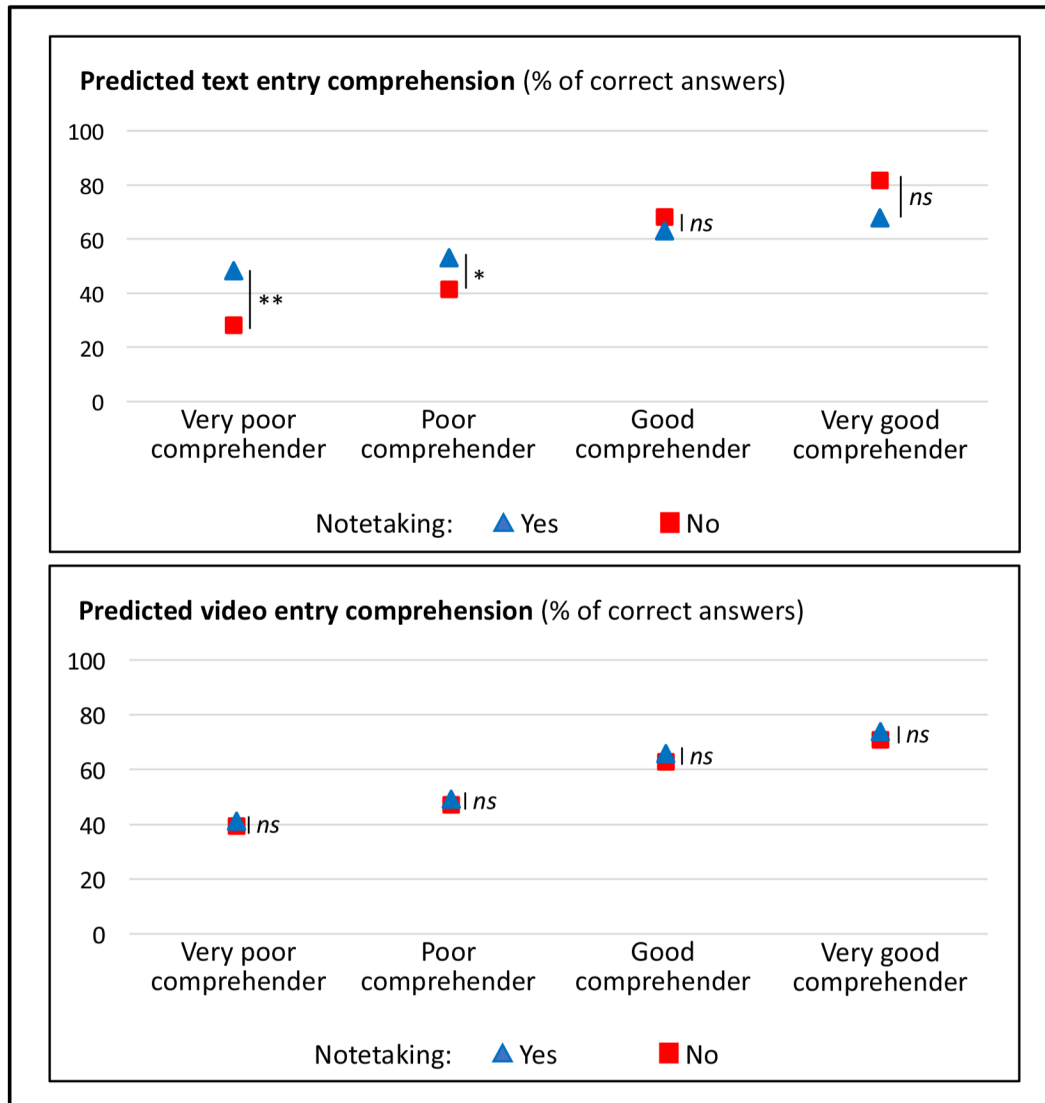 Predicted text entry comprehension (% of correct answers)
100
80
60
40
20
0
**
*
ns
ns
Very poor comprehender
Poor comprehender
Good comprehender
Very good comprehender
Notetaking: Yes No
Predicted video entry comprehension (% of correct answers)
100
80
60
40
20
0
ns
ns
ns
ns
Very poor comprehender
Poor comprehender
Good comprehender
Very good comprehender
Notetaking: Yes No